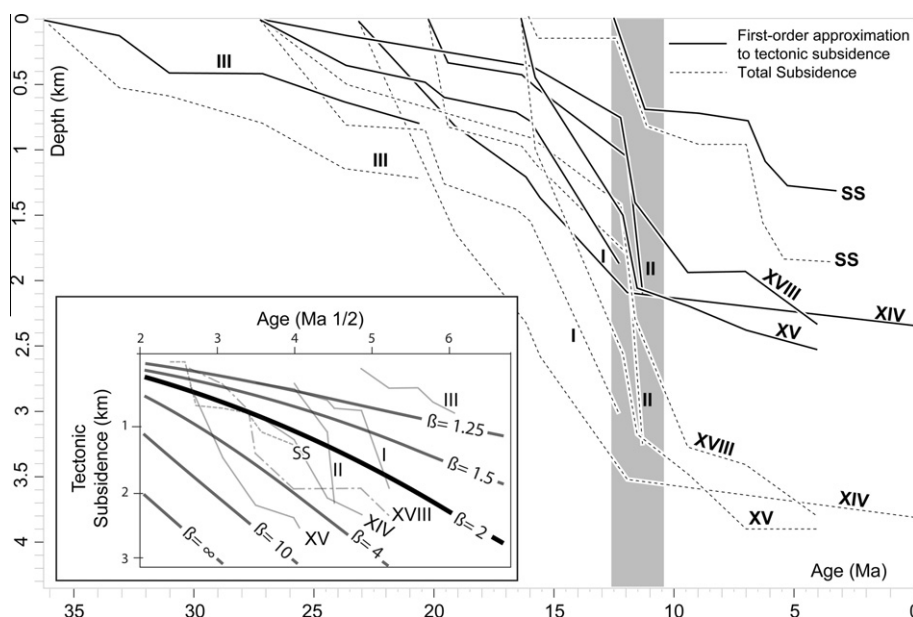 First-order approximation
to tectonic subsidence
Total Subsidence
Depth (km)
0
0.5
1
1.5
2
2.5
3
3.5
4
III
III
SS
SS
I
II
XVIII
XIV
XV
I
II
XVIII
XIV
XV
Age (Ma)
35
30
25
20
15
10
5
0
Age (Ma 1/2)
2
3
4
5
6
Tectonic
Subsidence (km)
1
2
3
III
ß= 1.25
SS
II
I
ß= 1.5
XVIII
ß= 2
XIV
XV
ß= 4
ß= 10
ß= ∞